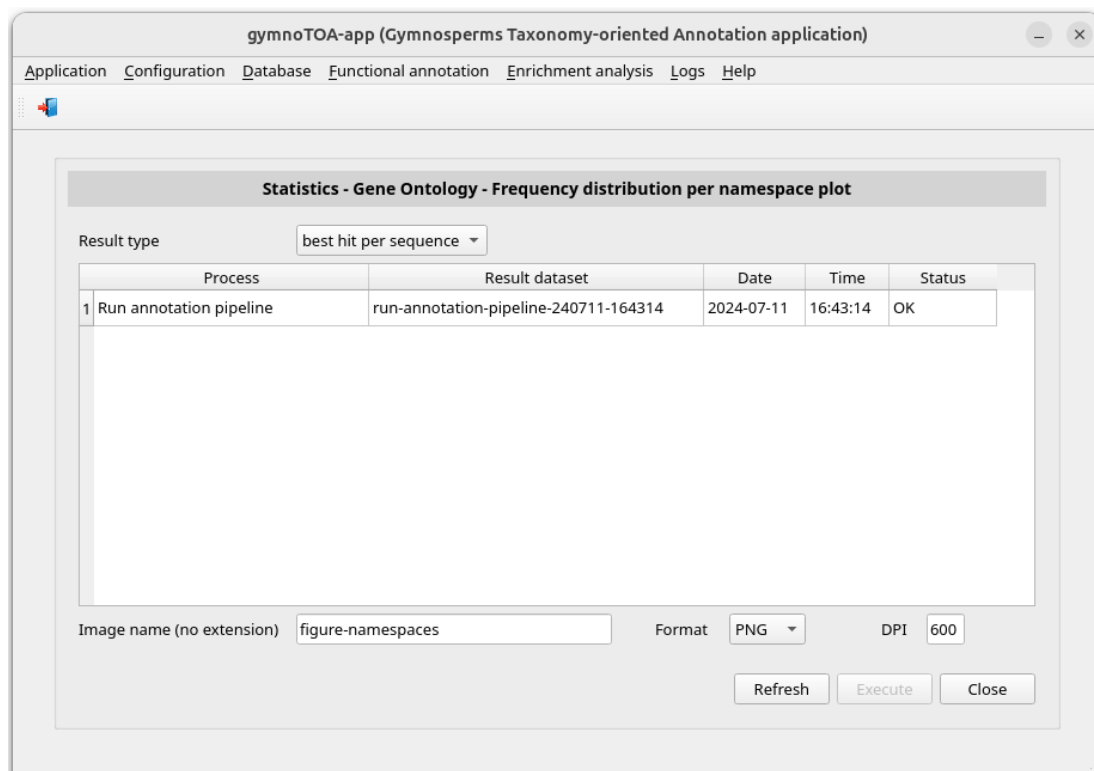 gymnoTOA-app (Gymnosperms Taxonomy-oriented Annotation application)
Application Configuration Database Functional annotation Enrichment analysis Logs Help
Statistics - Gene Ontology - Frequency distribution per namespace plot
Result type best hit per sequence
Process Result dataset Date Time Status
1 Run annotation pipeline run-annotation-pipeline-240711-164314 2024-07-11 16:43:14 OK
Image name (no extension) figure-namespaces Format PNG DPI 600
Refresh Execute Close